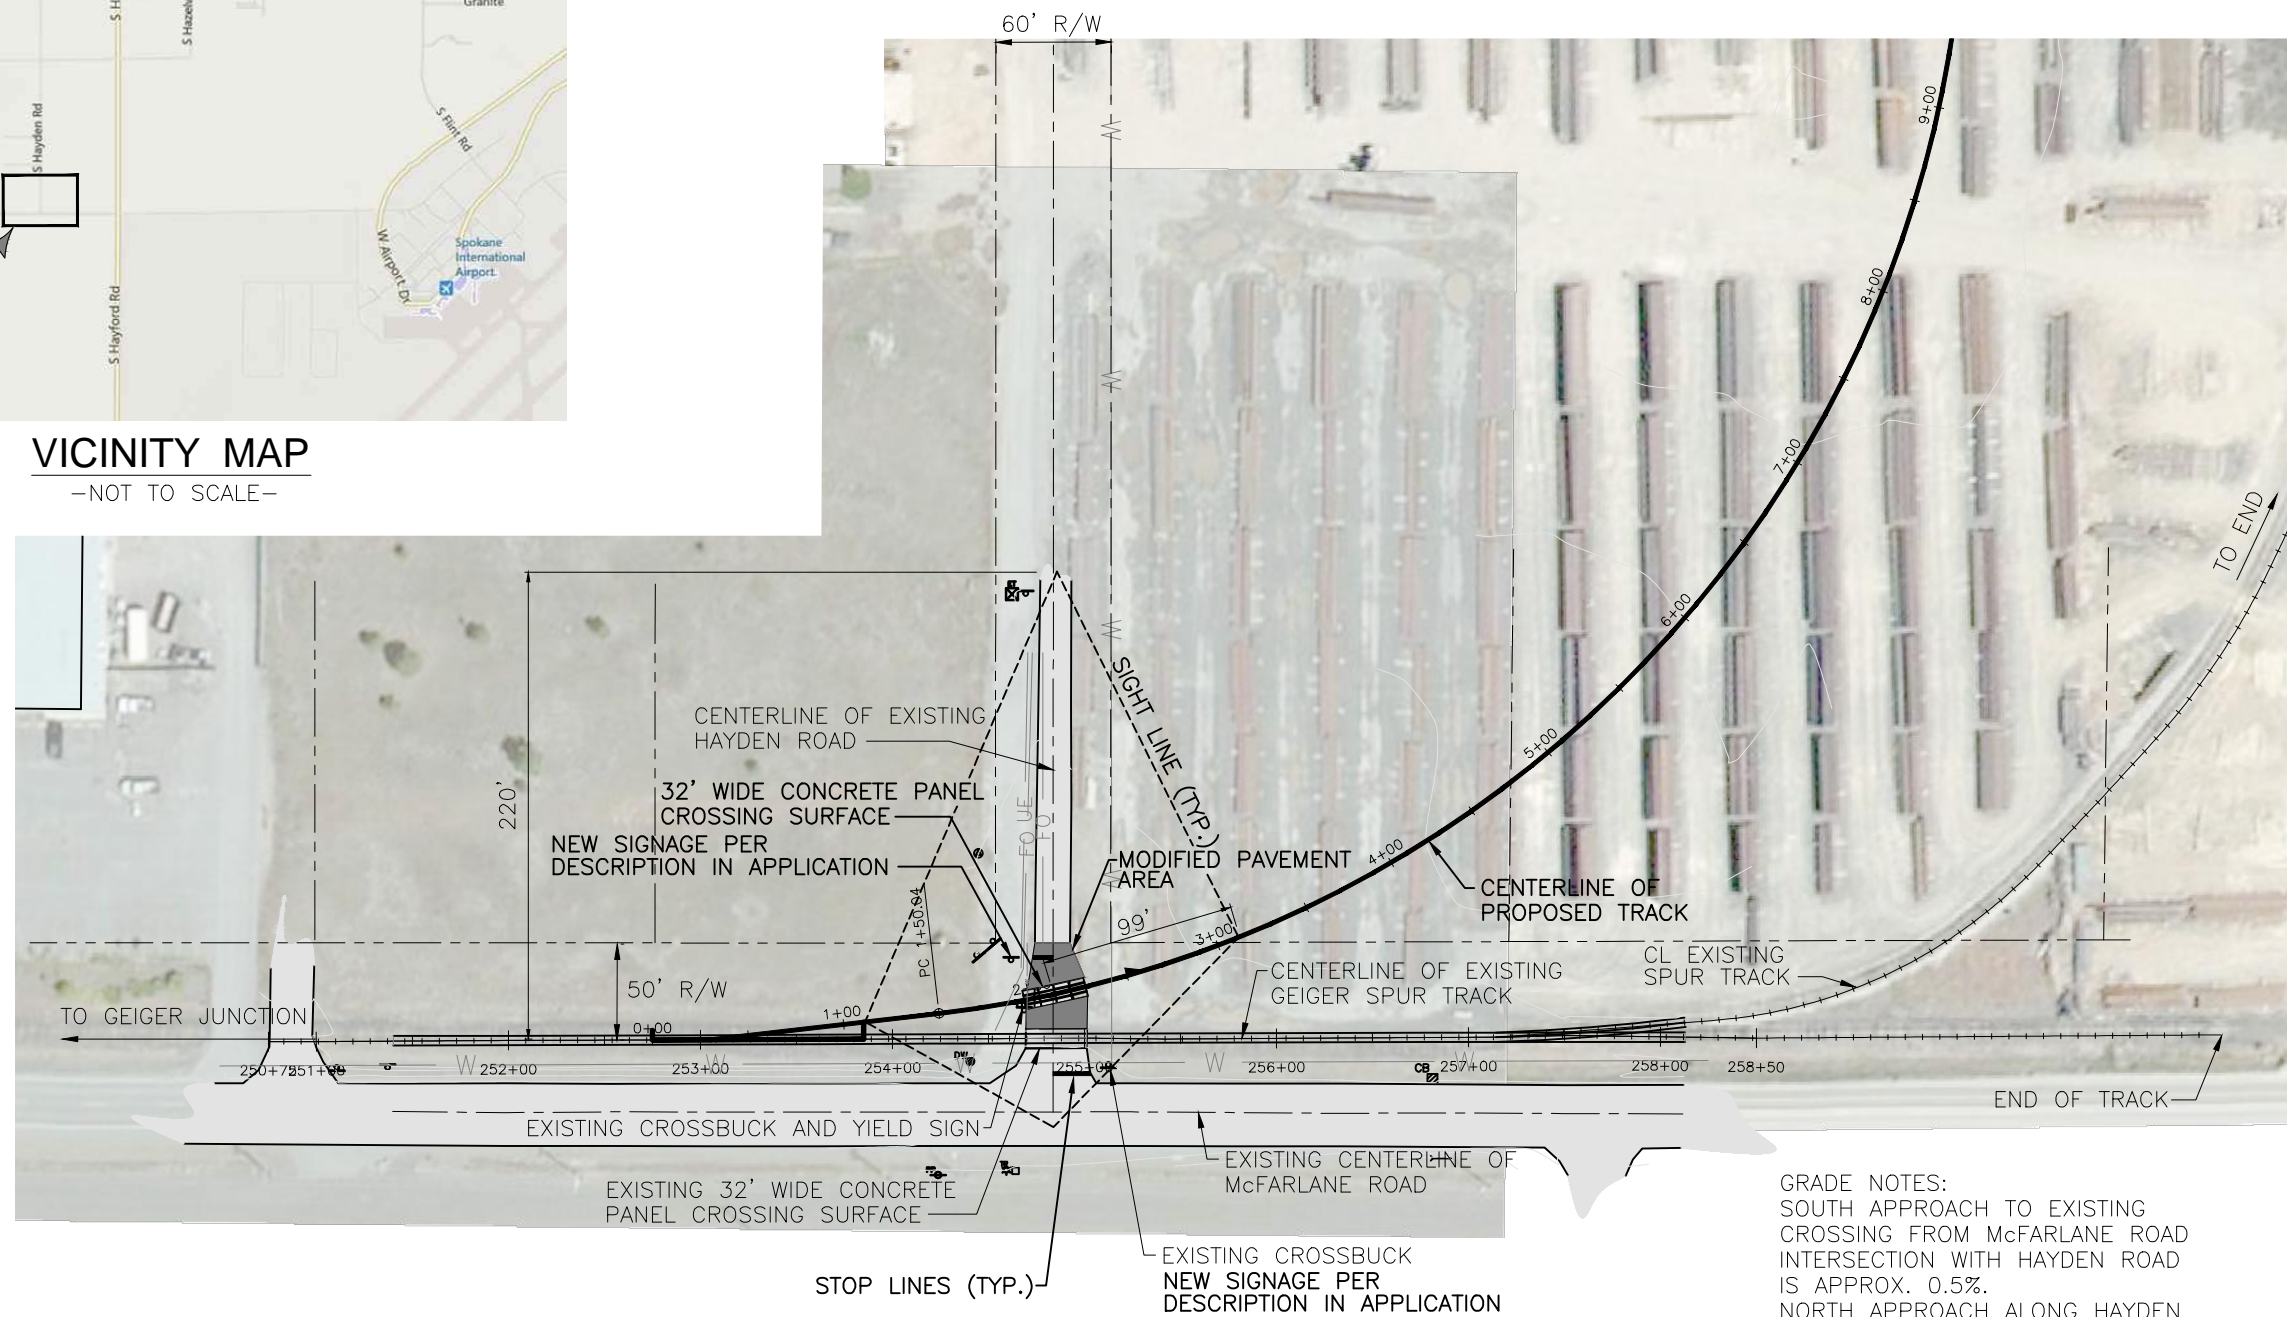 Granite
S Hayden Rd
S Flint Rd
W Airport Dr
S Hayford Rd
Spokane
International
Airport
VICINITY MAP
-NOT TO SCALE-
60' R/W
9+00
8+00
7+00
6+00
5+00
4+00
3+00
TO END
SIGHT LINE (TYP.)
CENTERLINE OF EXISTING
HAYDEN ROAD
220'
32' WIDE CONCRETE PANEL
CROSSING SURFACE
NEW SIGNAGE PER
DESCRIPTION IN APPLICATION
FO UE
FO
MODIFIED PAVEMENT
AREA
CENTERLINE OF
PROPOSED TRACK
99'
PC 1+50.04
50' R/W
CENTERLINE OF EXISTING
GEIGER SPUR TRACK
CL EXISTING
SPUR TRACK
TO GEIGER JUNCTION
0+00
1+00
2
W
W
W
W
W
250+75
252+00
253+00
254+00
256+00
257+00
258+00
258+50
CB
END OF TRACK
EXISTING CROSSBUCK AND YIELD SIGN
EXISTING CENTERLINE OF
McFARLANE ROAD
EXISTING 32' WIDE CONCRETE
PANEL CROSSING SURFACE
EXISTING CROSSBUCK
NEW SIGNAGE PER
DESCRIPTION IN APPLICATION
STOP LINES (TYP.)
GRADE NOTES:
SOUTH APPROACH TO EXISTING
CROSSING FROM McFARLANE ROAD
INTERSECTION WITH HAYDEN ROAD
IS APPROX. 0.5%.
NORTH APPROACH ALONG HAYDEN